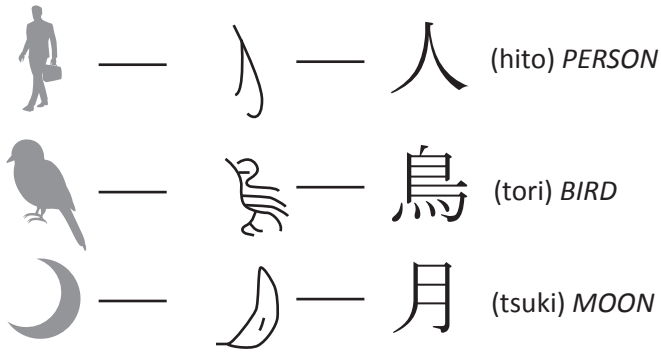 人 (hito) PERSON
鳥 (tori) BIRD
月 (tsuki) MOON